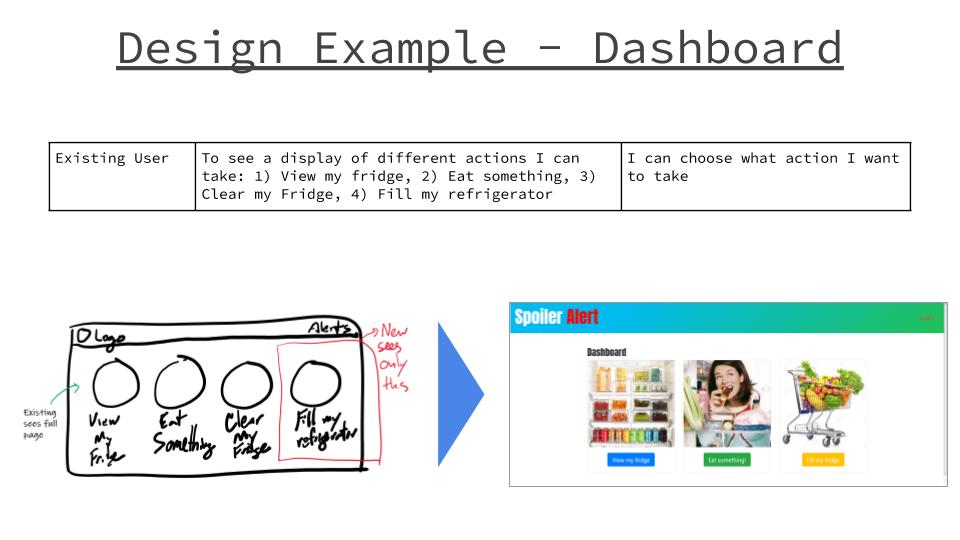 Design Example – Dashboard
Existing User
To see a display of different actions I can
take: 1) View my fridge, 2) Eat something, 3)
Clear my Fridge, 4) Fill my refrigerator
I can choose what action I want
to take
Logo
Alerts
New
sees
only
this
Existing
sees full
page
View
My
Fridge
Eat
Something
Clear
My
Fridge
Fill my
refrigerator
Spoiler Alert
Dashboard
View my fridge
Eat something!
Fill my fridge